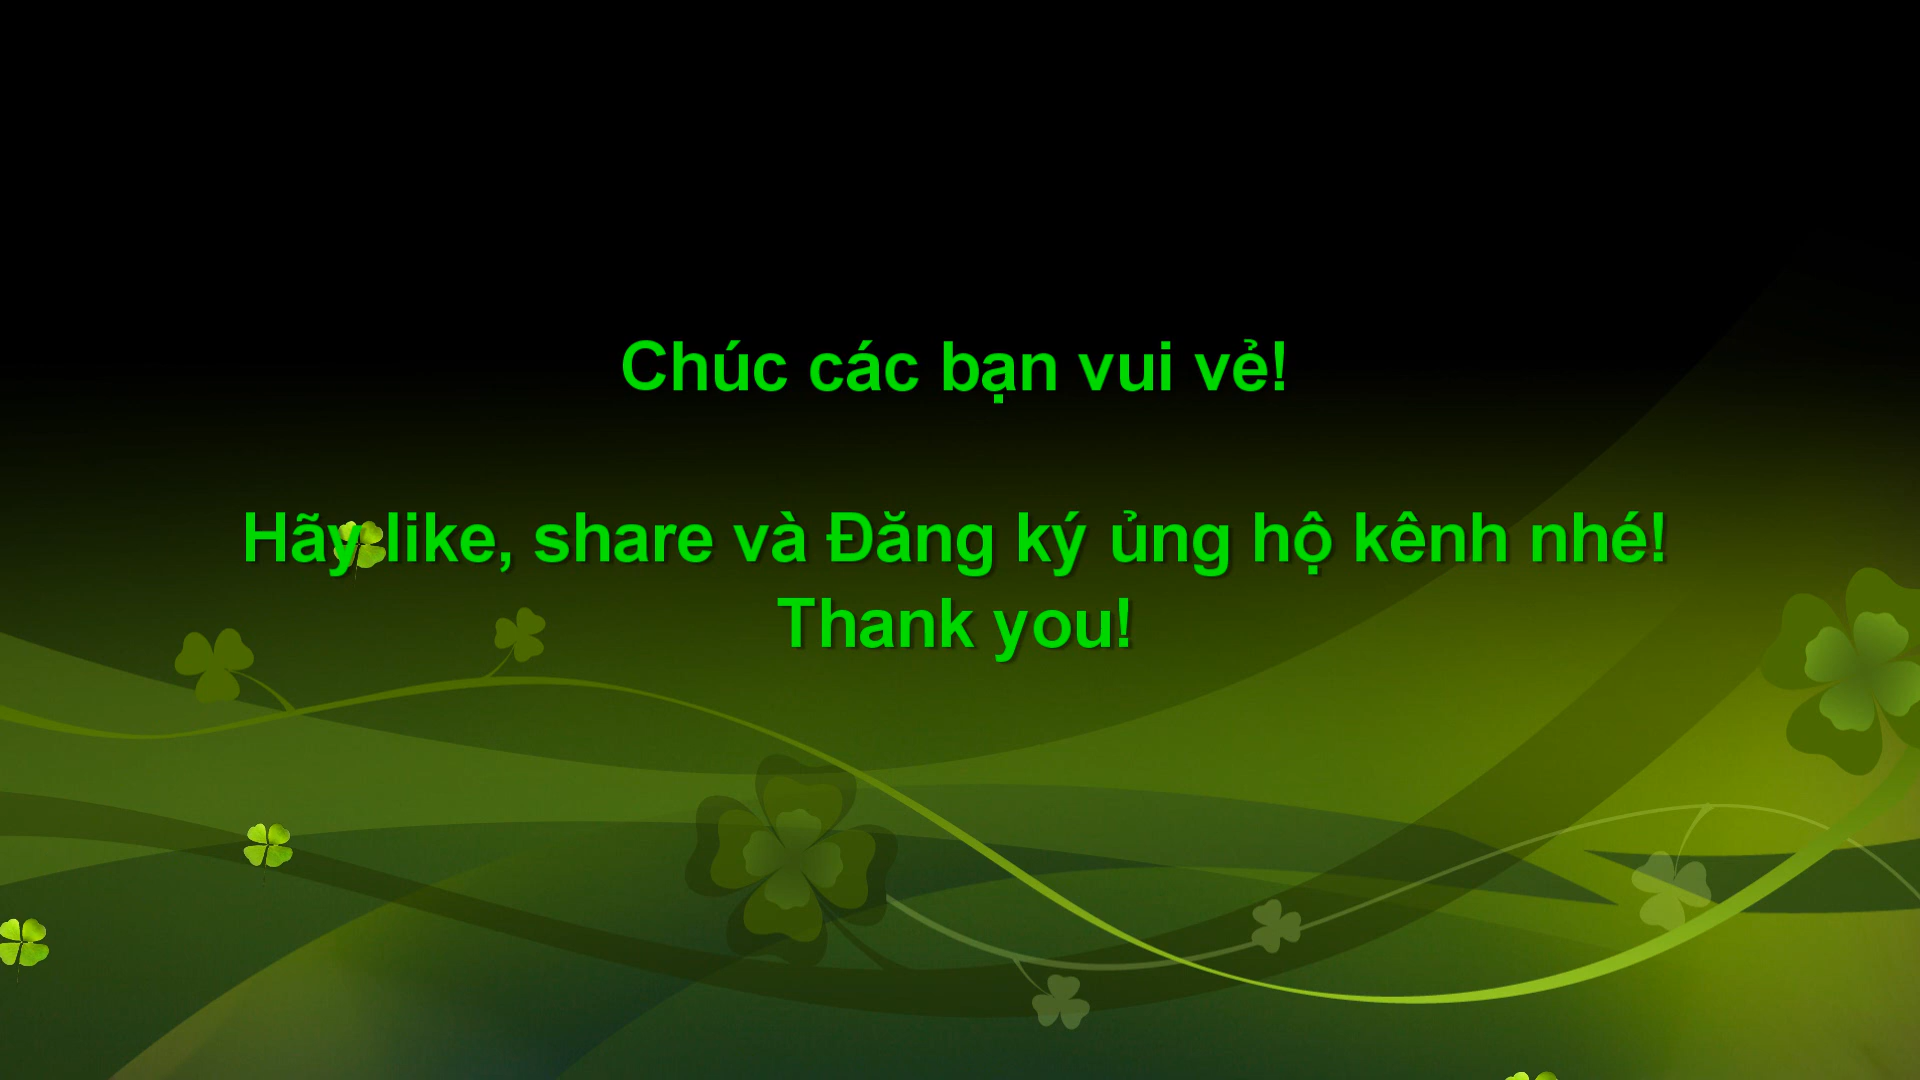 Chúc các bạn vui vẻ!
Hãy like, share và Đăng ký ủng hộ kênh nhé!
Thank you!